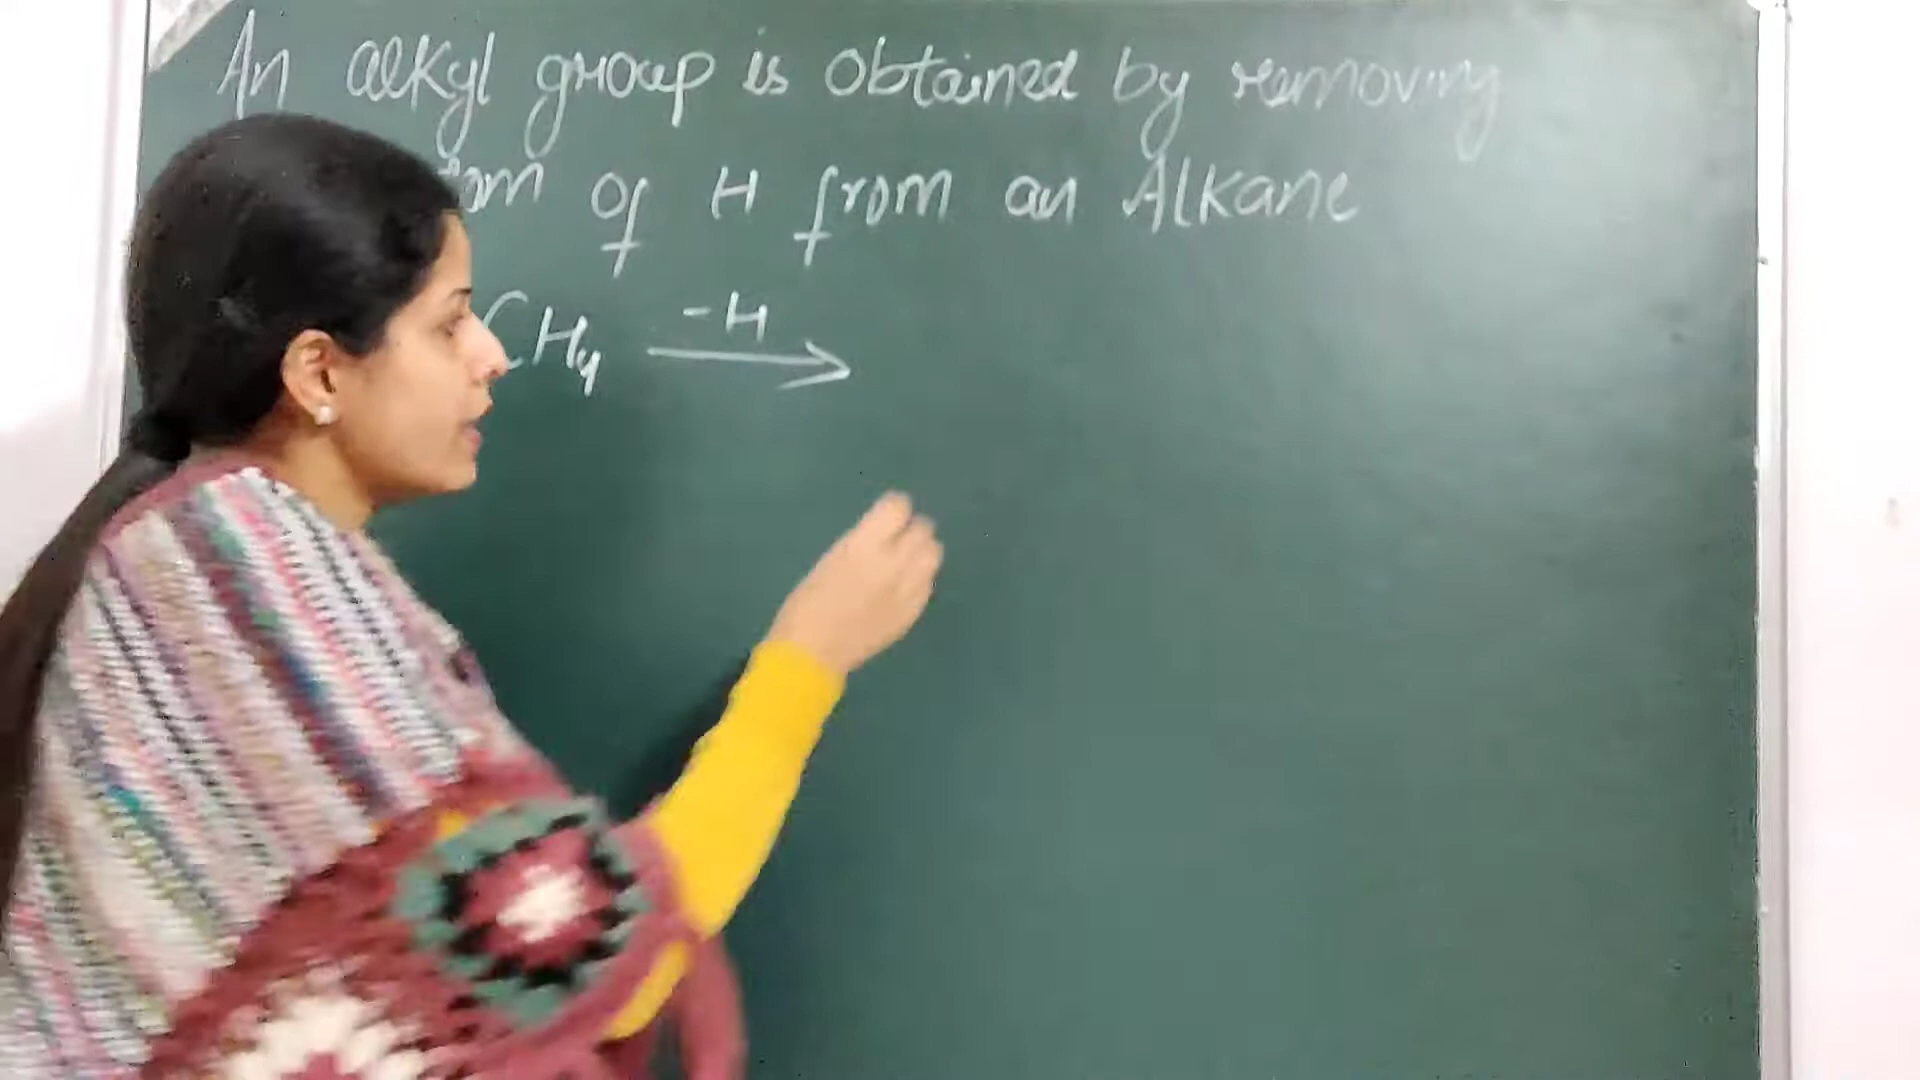 An alkyl group is obtained by removing
of H from an Alkane
CH4 -H →